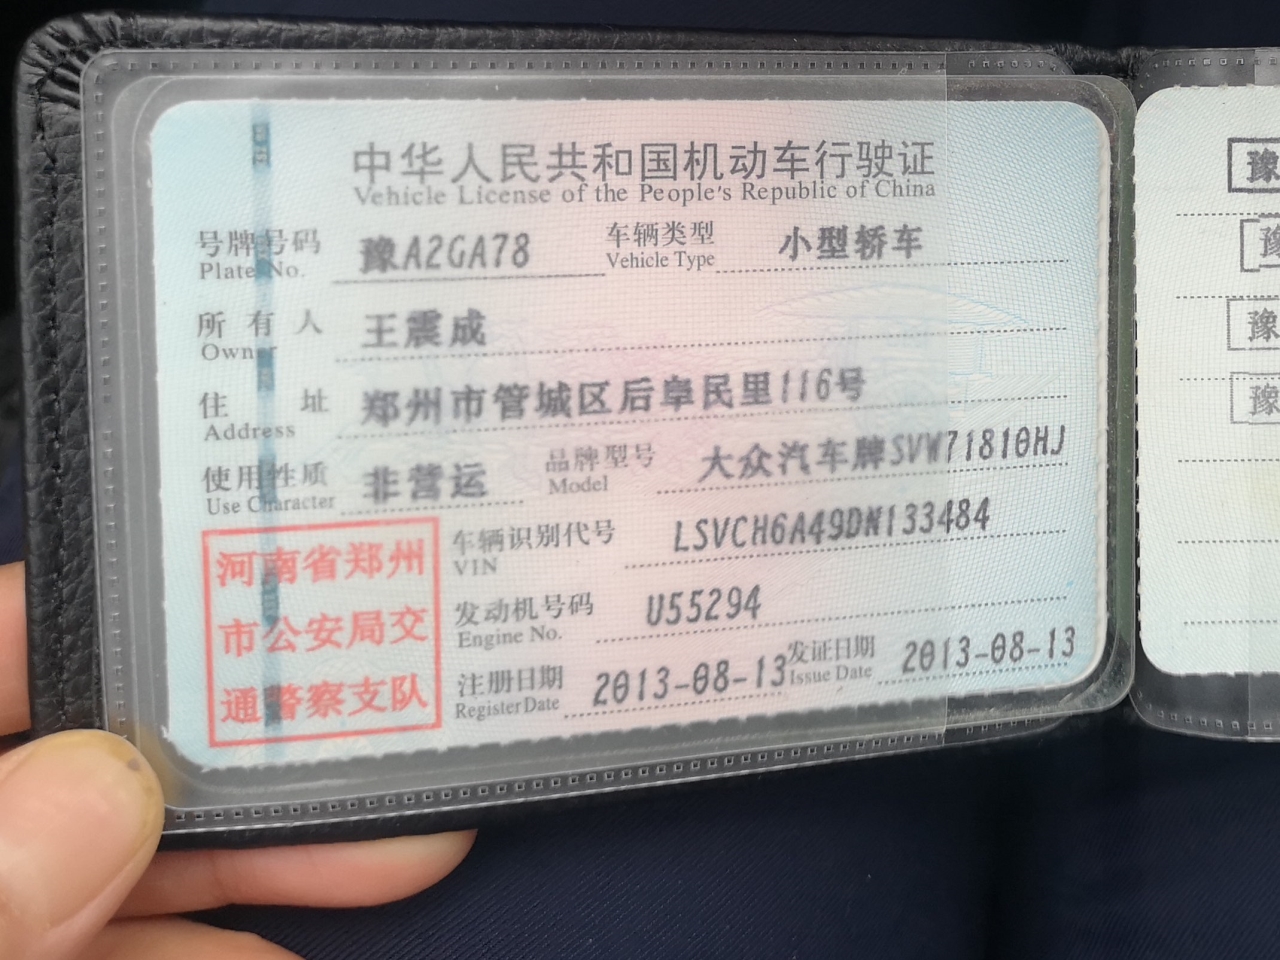 中华人民共和国机动车行驶证
Vehicle License of the People's Republic of China
号牌号码 豫A2GA78 车辆类型 小型轿车
Plate No. Vehicle Type
所有人 王震成
Owner
住址 郑州市管城区后阜民里116号
Address
使用性质 非营运 品牌型号 大众汽车牌SVW71810HJ
Use Character Model
河南省郑州
市公安局交
通警察支队
车辆识别代号 LSVCH6A49DN133484
VIN
发动机号码 U55294
Engine No.
注册日期 2013-08-13 发证日期 2013-08-13
Register Date Issue Date
豫
豫
豫
豫